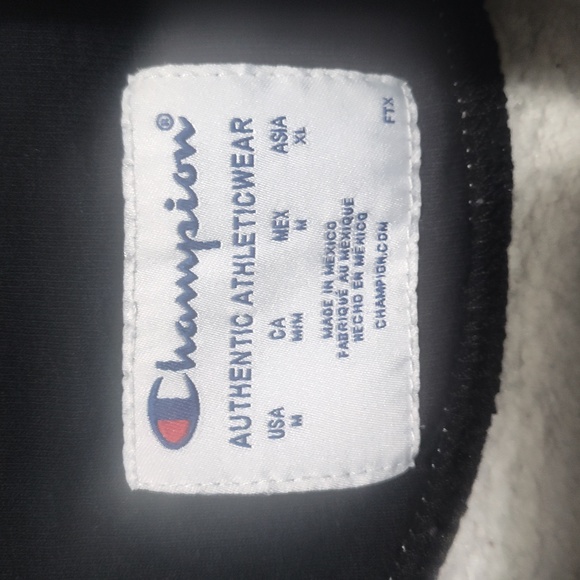 Champion®
AUTHENTIC ATHLETICWEAR
USA CA MEX ASIA
M M/M M XL
MADE IN MEXICO
FABRIQUÉ AU MEXIQUE
HECHO EN MÉXICO
CHAMPION.COM
FTX